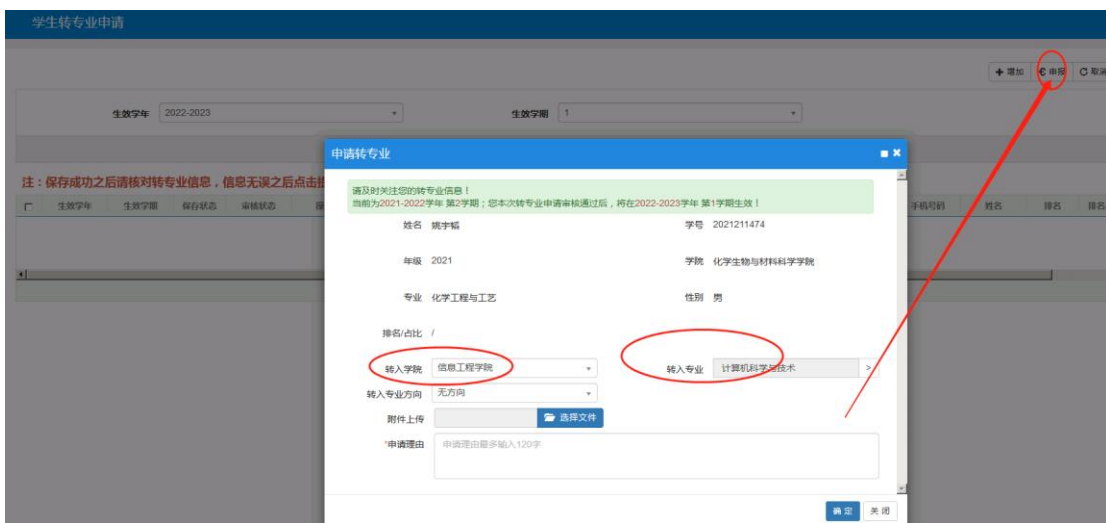 学生转专业申请
增加 申报 C 取消
生效学年 2022-2023 生效学期 1
申请转专业
注：保存成功之后请核对转专业信息，信息无误之后点击
请及时关注您的转专业信息！
当前为2021-2022学年 第2学期；您本次转专业申请审核通过后，将在2022-2023学年 第1学期生效！
生效学年 生效学期 保存状态 审核状态 手机号码 姓名 排名 排名
姓名 姚宇韬 学号 2021211474
年级 2021 学院 化学生物与材料科学学院
专业 化学工程与工艺 性别 男
排名/占比 /
转入学院 信息工程学院 转入专业 计算机科学与技术 >
转入专业方向 无方向
附件上传 选择文件
*申请理由 申请理由最多输入120字
确定 关闭